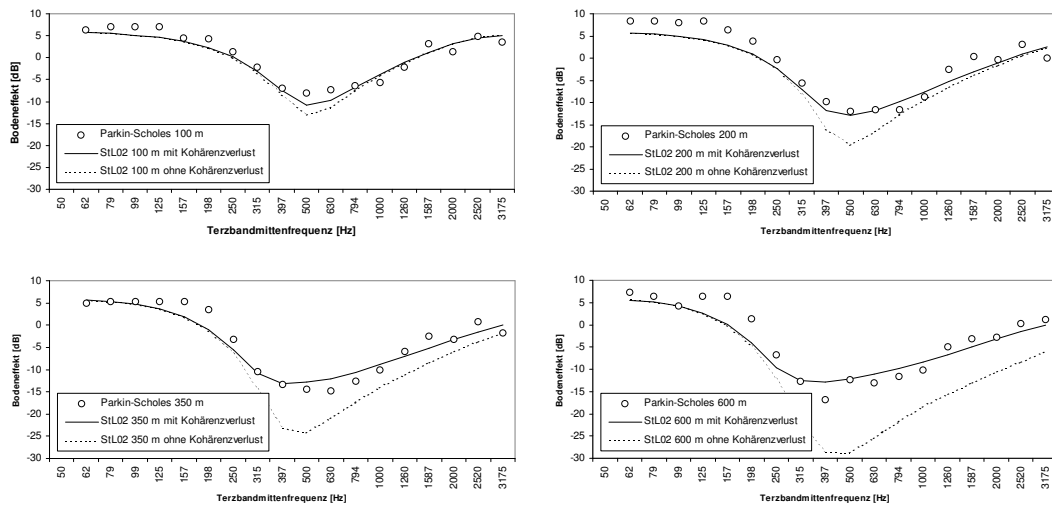 10
5
0
-5
-10
-15
-20
-25
-30
Bodeneffekt [dB]
Parkin-Scholes 100 m
StL02 100 m mit Kohärenzverlust
StL02 100 m ohne Kohärenzverlust
50 62 79 99 125 157 198 250 315 397 500 630 794 1000 1260 1587 2000 2520 3175
Terzbandmittenfrequenz [Hz]
10
5
0
-5
-10
-15
-20
-25
-30
Bodeneffekt [dB]
Parkin-Scholes 200 m
StL02 200 m mit Kohärenzverlust
StL02 200 m ohne Kohärenzverlust
50 62 79 99 125 157 198 250 315 397 500 630 794 1000 1260 1587 2000 2520 3175
Terzbandmittenfrequenz [Hz]
10
5
0
-5
-10
-15
-20
-25
-30
Bodeneffekt [dB]
Parkin-Scholes 350 m
StL02 350 m mit Kohärenzverlust
StL02 350 m ohne Kohärenzverlust
50 62 79 99 125 157 198 250 315 397 500 630 794 1000 1260 1587 2000 2520 3175
Terzbandmittenfrequenz [Hz]
10
5
0
-5
-10
-15
-20
-25
-30
Bodeneffekt [dB]
Parkin-Scholes 600 m
StL02 600 m mit Kohärenzverlust
StL02 600 m ohne Kohärenzverlust
50 62 79 99 125 157 198 250 315 397 500 630 794 1000 1260 1587 2000 2520 3175
Terzbandmittenfrequenz [Hz]